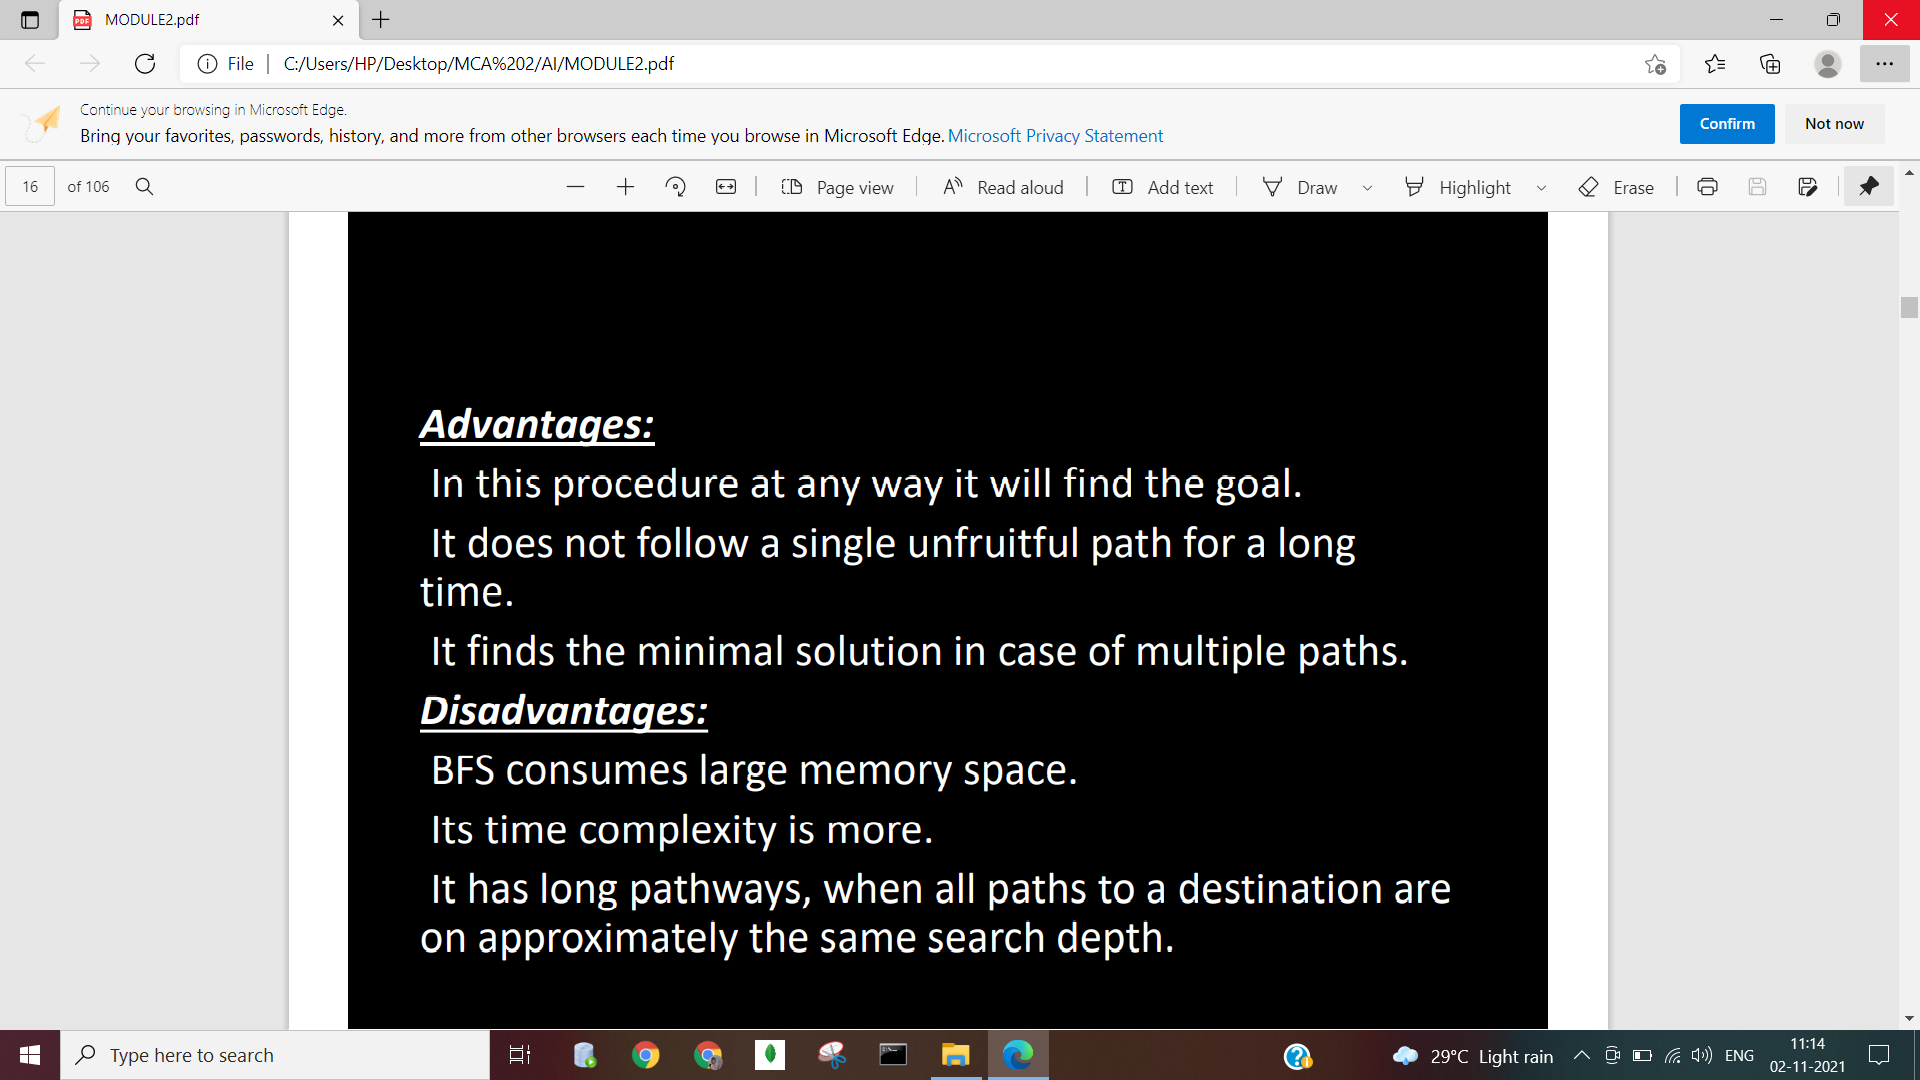 MODULE2.pdf
File
C:/Users/HP/Desktop/MCA%202/AI/MODULE2.pdf
Continue your browsing in Microsoft Edge.
Bring your favorites, passwords, history, and more from other browsers each time you browse in Microsoft Edge. Microsoft Privacy Statement
Confirm
Not now
16 of 106
Page view
Read aloud
Add text
Draw
Highlight
Erase
Advantages:
In this procedure at any way it will find the goal.
It does not follow a single unfruitful path for a long
time.
It finds the minimal solution in case of multiple paths.
Disadvantages:
BFS consumes large memory space.
Its time complexity is more.
It has long pathways, when all paths to a destination are
on approximately the same search depth.
Type here to search
29°C Light rain
ENG
11:14
02-11-2021